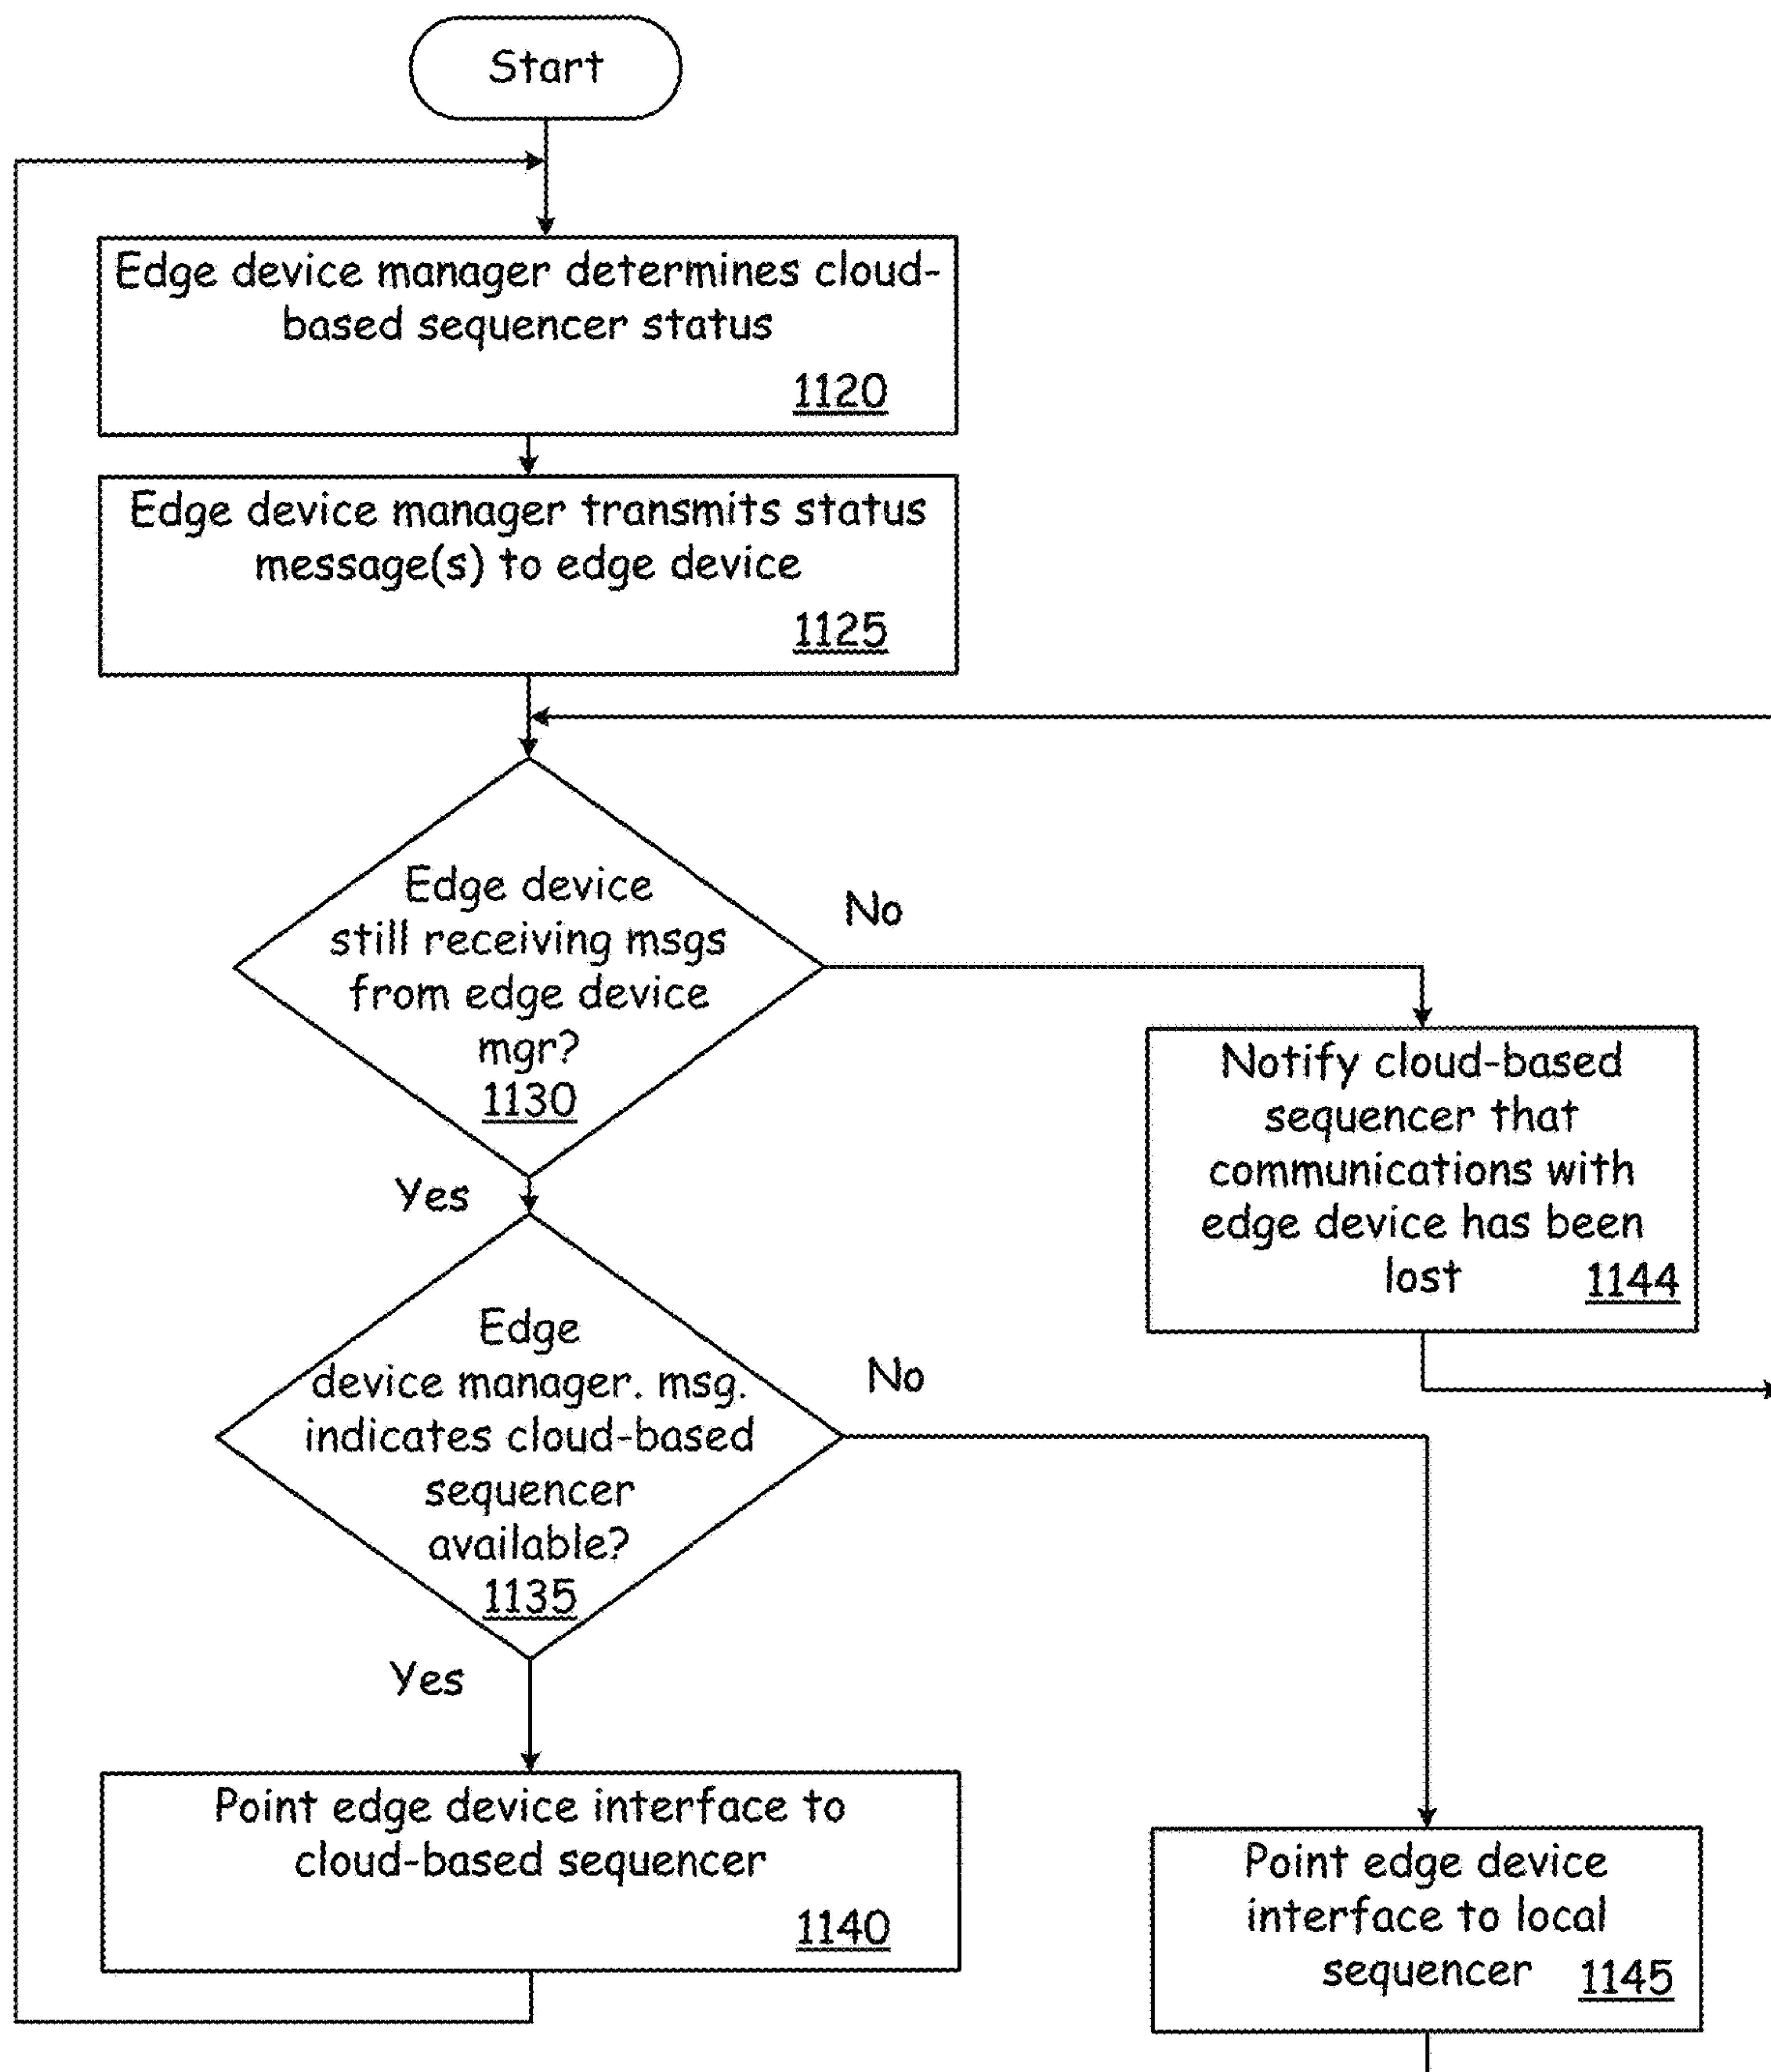 Start
Edge device manager determines cloud-
based sequencer status
1120
Edge device manager transmits status
message(s) to edge device
1125
Edge device
still receiving msgs
from edge device
mgr?
1130
No
Yes
Notify cloud-based
sequencer that
communications with
edge device has been
lost 1144
Edge
device manager. msg.
indicates cloud-based
sequencer
available?
1135
No
Yes
Point edge device interface to
cloud-based sequencer
1140
Point edge device
interface to local
sequencer 1145